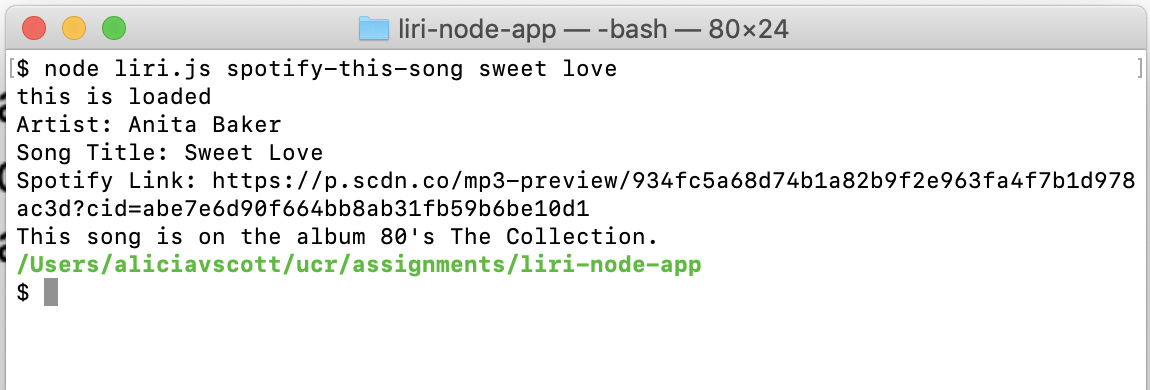 liri-node-app — -bash — 80×24
[$ node liri.js spotify-this-song sweet love ]
this is loaded
Artist: Anita Baker
Song Title: Sweet Love
Spotify Link: https://p.scdn.co/mp3-preview/934fc5a68d74b1a82b9f2e963fa4f7b1d978
ac3d?cid=abe7e6d90f664bb8ab31fb59b6be10d1
This song is on the album 80's The Collection.
/Users/aliciavscott/ucr/assignments/liri-node-app
$